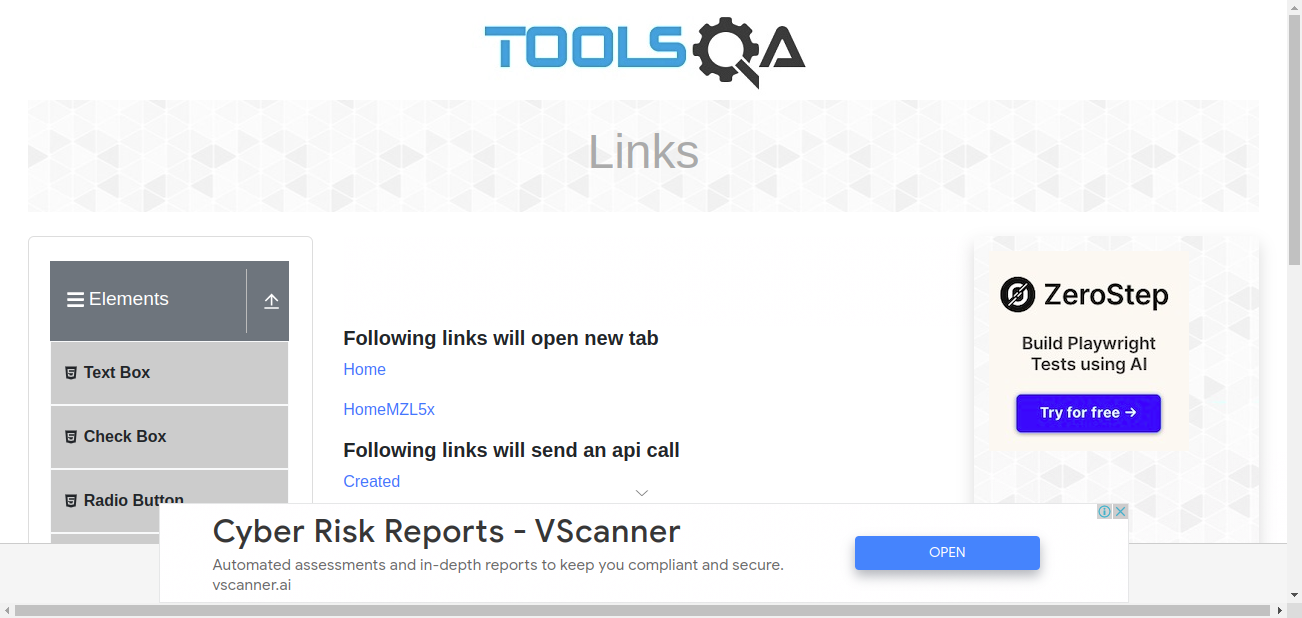 TOOLSQA
Links
Elements
Text Box
Check Box
Radio Button
Following links will open new tab
Home
HomeMZL5x
Following links will send an api call
Created
ZeroStep
Build Playwright
Tests using AI
Try for free →
Cyber Risk Reports - VScanner
Automated assessments and in-depth reports to keep you compliant and secure.
vscanner.ai
OPEN